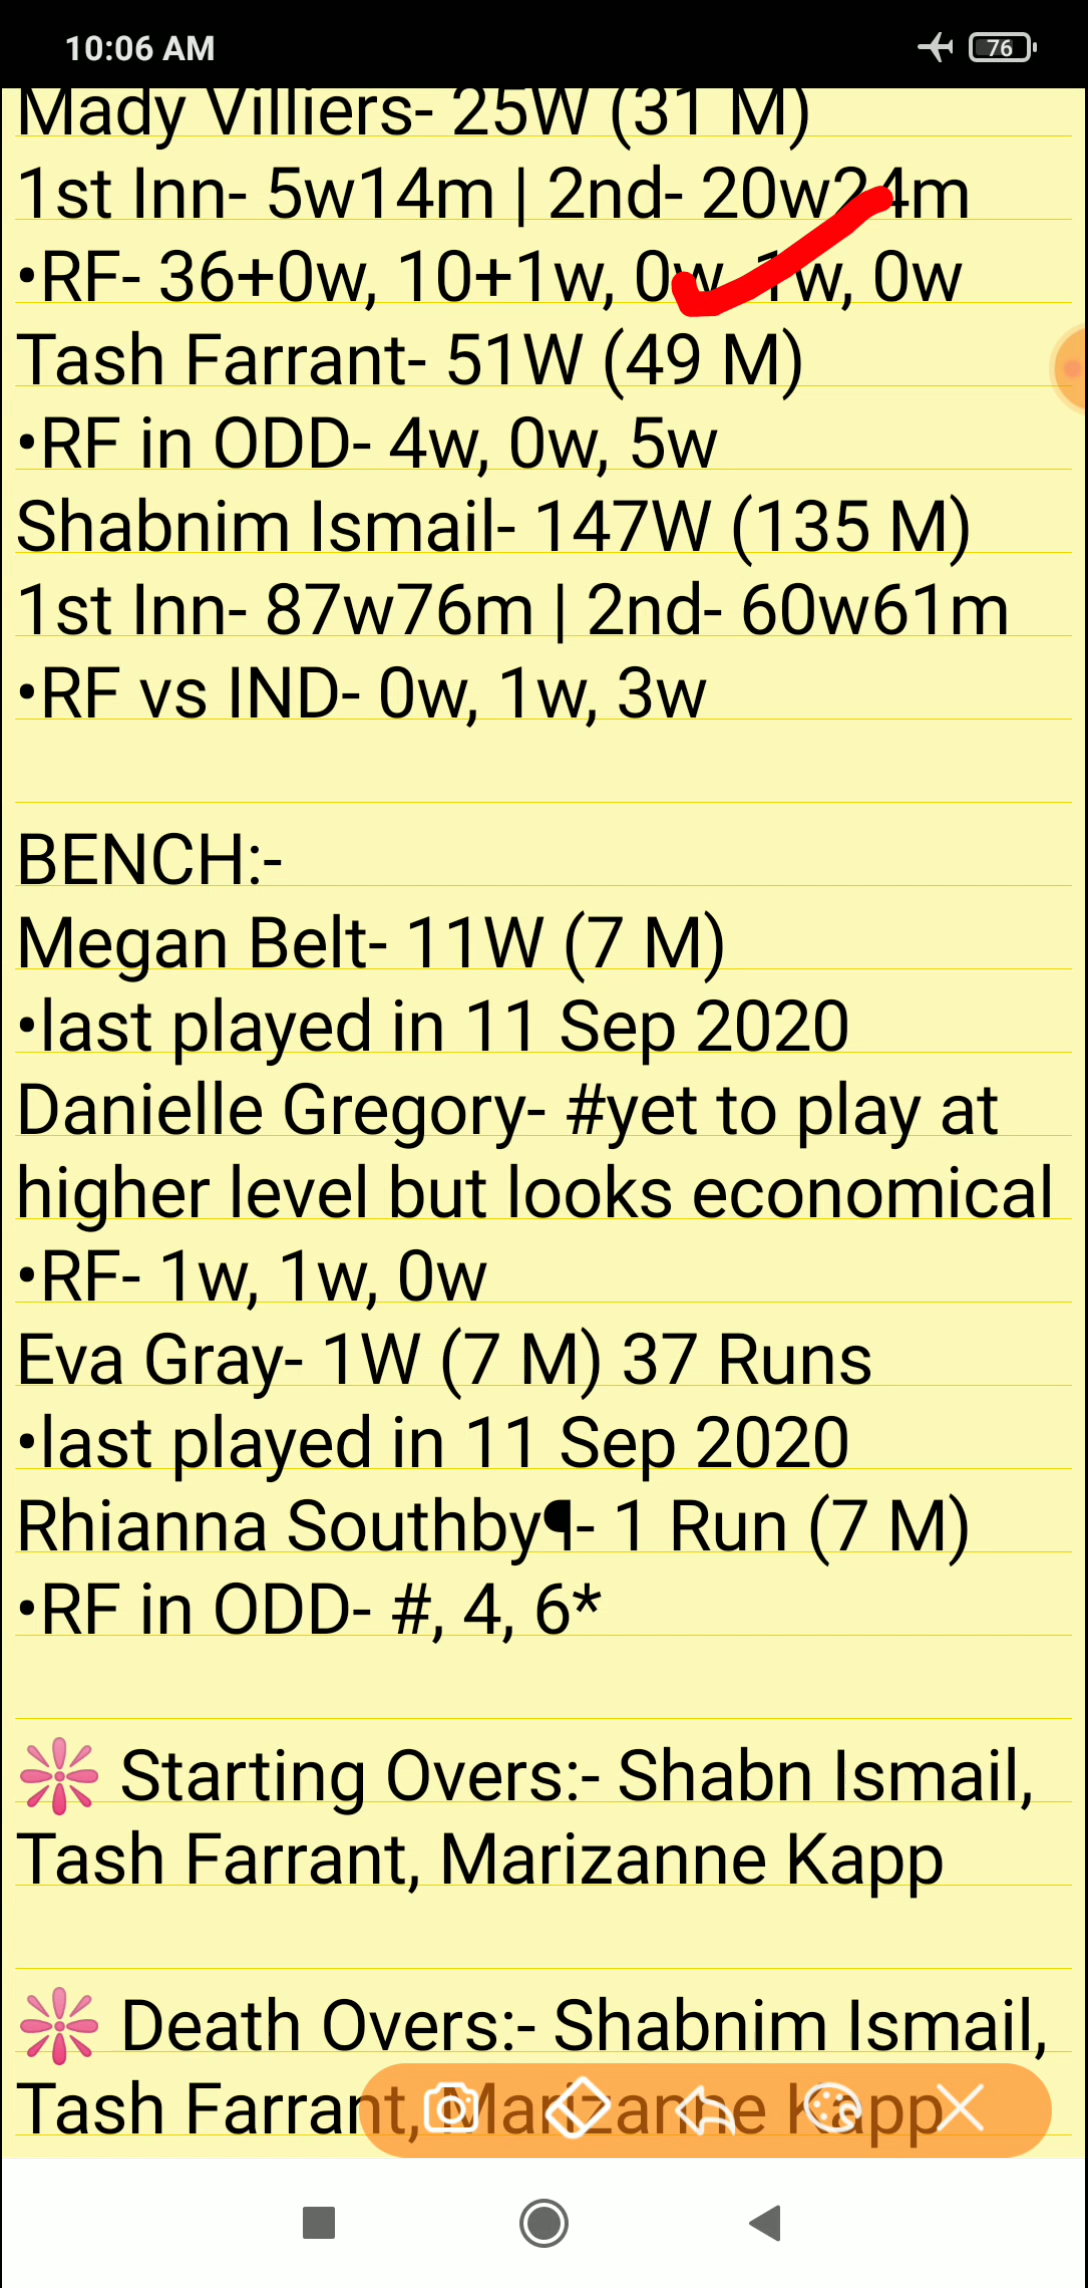 10:06 AM
76
Mady Villiers- 25W (31 M)
1st Inn- 5w14m | 2nd- 20w24m
•RF- 36+0w, 10+1w, 0w, 1w, 0w
Tash Farrant- 51W (49 M)
•RF in ODD- 4w, 0w, 5w
Shabnim Ismail- 147W (135 M)
1st Inn- 87w76m | 2nd- 60w61m
•RF vs IND- 0w, 1w, 3w
BENCH:-
Megan Belt- 11W (7 M)
•last played in 11 Sep 2020
Danielle Gregory- #yet to play at
higher level but looks economical
•RF- 1w, 1w, 0w
Eva Gray- 1W (7 M) 37 Runs
•last played in 11 Sep 2020
Rhianna Southby¶- 1 Run (7 M)
•RF in ODD- #, 4, 6*
Starting Overs:- Shabn Ismail,
Tash Farrant, Marizanne Kapp
Death Overs:- Shabnim Ismail,
Tash Farrant, Marizanne Kapp